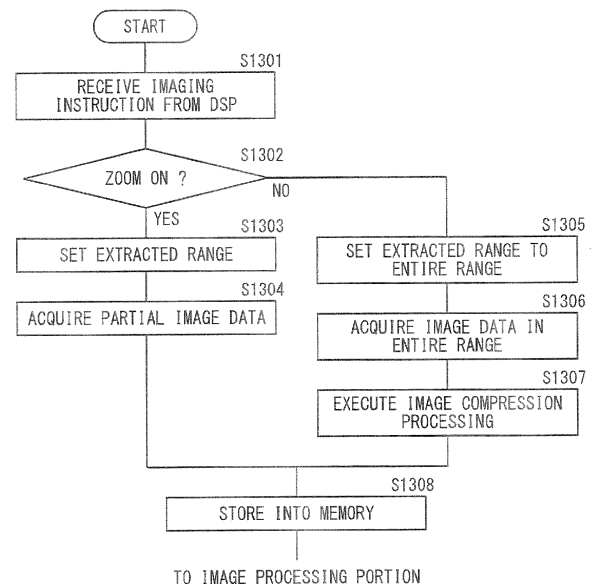 START
S1301
RECEIVE IMAGING
INSTRUCTION FROM DSP
S1302
ZOOM ON ?
NO
YES
S1303
SET EXTRACTED RANGE
S1304
ACQUIRE PARTIAL IMAGE DATA
S1305
SET EXTRACTED RANGE TO
ENTIRE RANGE
S1306
ACQUIRE IMAGE DATA IN
ENTIRE RANGE
S1307
EXECUTE IMAGE COMPRESSION
PROCESSING
S1308
STORE INTO MEMORY
TO IMAGE PROCESSING PORTION